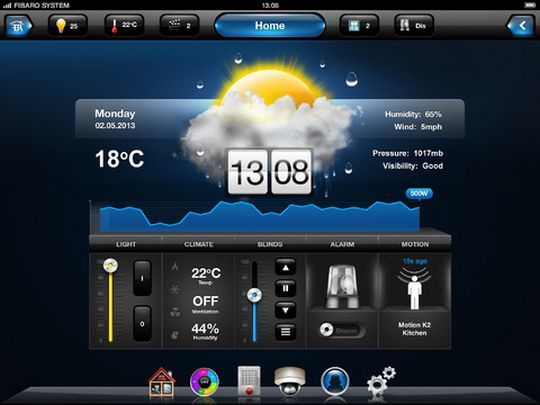 FIBARO SYSTEM 13:08
25 22°C 2 Home 2 Dis
Monday
02.05.2013
Humidity: 65%
Wind: 5mph
18°C
13 08
Pressure: 1017mb
Visibility: Good
500W
LIGHT CLIMATE BLINDS ALARM MOTION
15s ago
22°C
Temp
OFF
Ventilation
44%
Humidity
I
0
Disarm
Motion K2
Kitchen